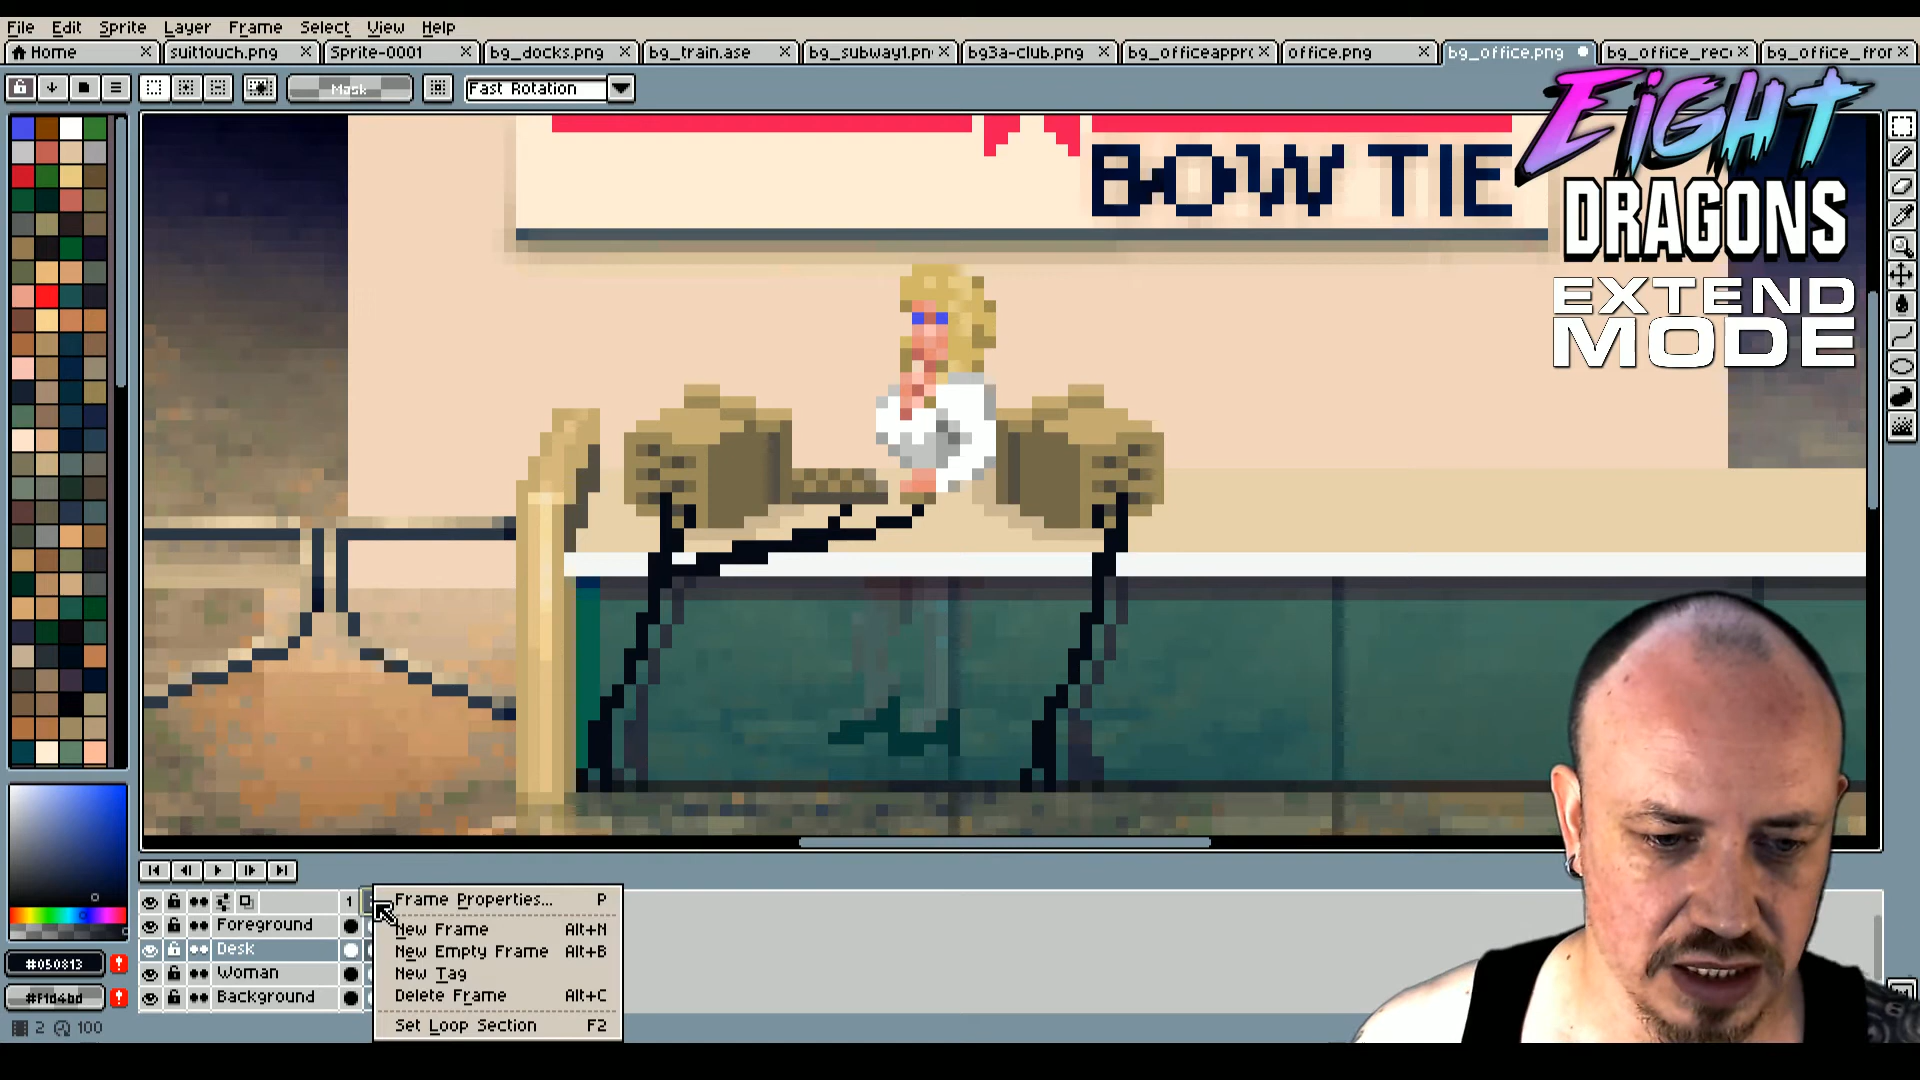 File Edit Sprite Layer Frame Select View Help
Home suit1ouch.png Sprite-0001 bg_docks.png bg_train.ase bg_subway1.pn bg3a-club.png bg_officeappr office.png bg_office.png bg_office_rec bg_office_fror
Mask Fast Rotation
BOW TIE
EIGHT
DRAGONS
EXTEND
MODE
1
Foreground
Desk
Woman
Background
Frame Properties... P
New Frame Alt+N
New Empty Frame Alt+B
New Tag
Delete Frame Alt+C
Set Loop Section F2
#050813
#f1d4bd
2 100